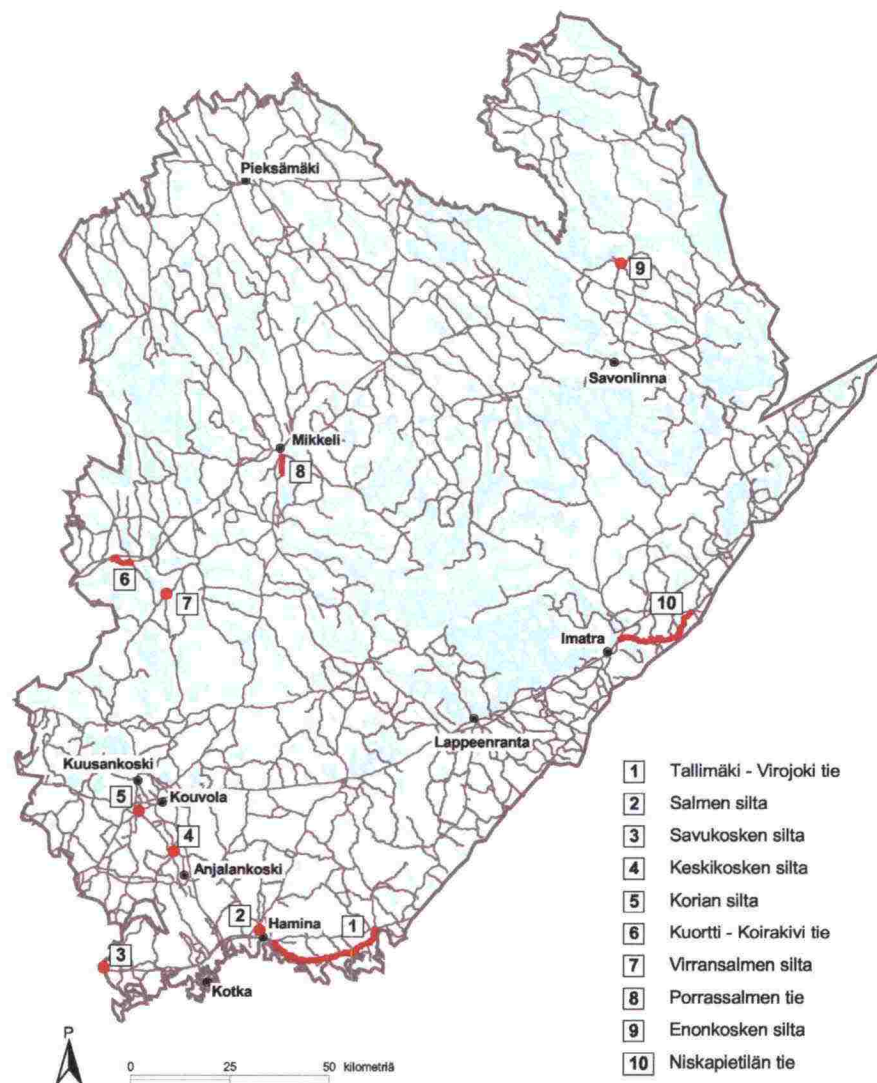 Pieksämäki
9
Savonlinna
Mikkeli
8
6
7
10
Imatra
Lappeenranta
Kuusankoski
5
Kouvola
4
Anjalankoski
2
Hamina
1
3
Kotka
P
0 25 50 kilometriä
1 Tallimäki - Virojoki tie
2 Salmen silta
3 Savukosken silta
4 Keskikosken silta
5 Korian silta
6 Kuortti - Koirakivi tie
7 Virransalmen silta
8 Porrassalmen tie
9 Enonkosken silta
10 Niskapietilän tie